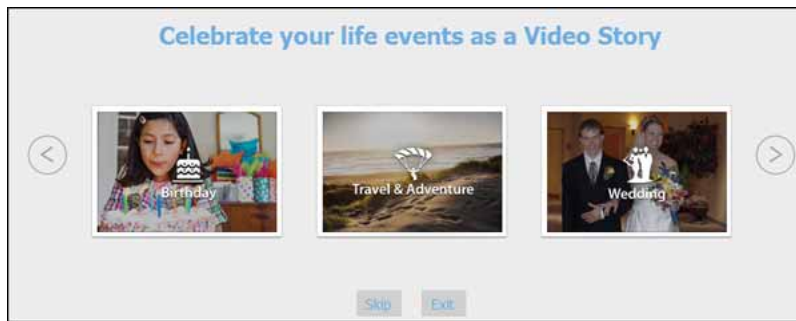 Celebrate your life events as a Video Story
Birthday
Travel & Adventure
Wedding
Skip
Exit